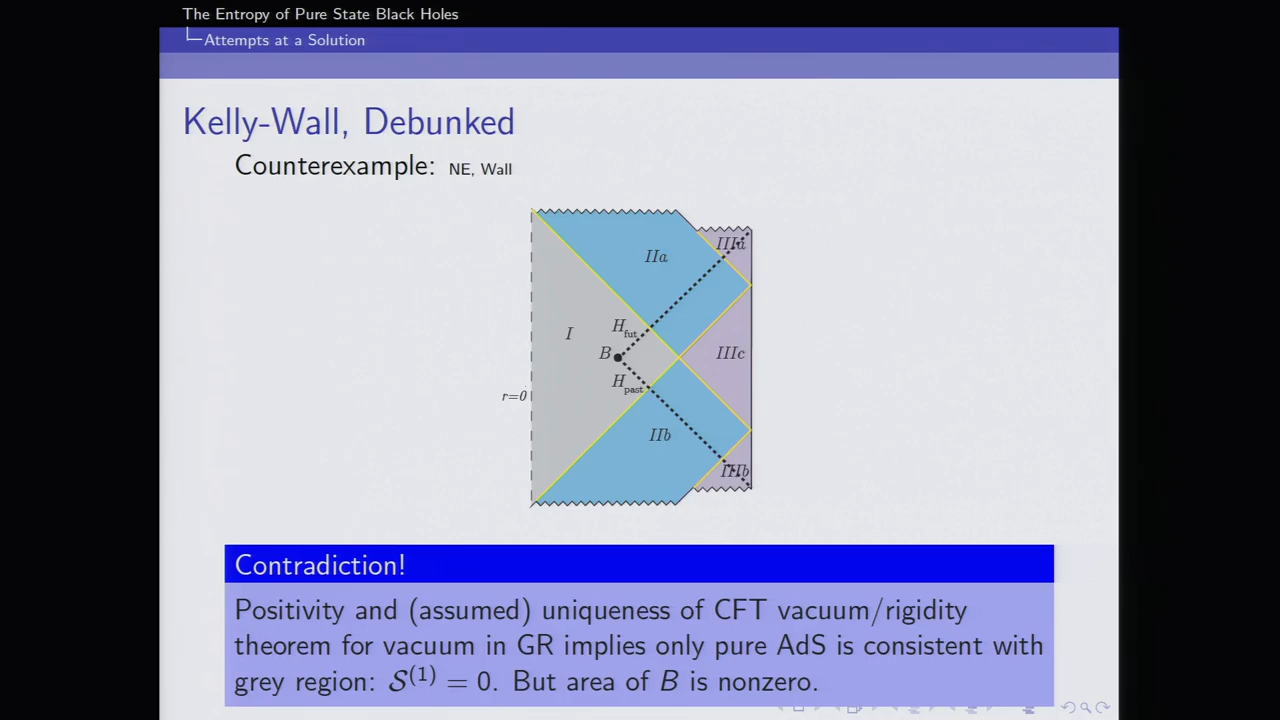 The Entropy of Pure State Black Holes
Attempts at a Solution
Kelly-Wall, Debunked
Counterexample: NE, Wall
IIIa
IIa
I
H_fut
B
IIIc
H_past
r=0
IIb
IIIb
Contradiction!
Positivity and (assumed) uniqueness of CFT vacuum/rigidity
theorem for vacuum in GR implies only pure AdS is consistent with
grey region: 𝒮^(1) = 0. But area of B is nonzero.